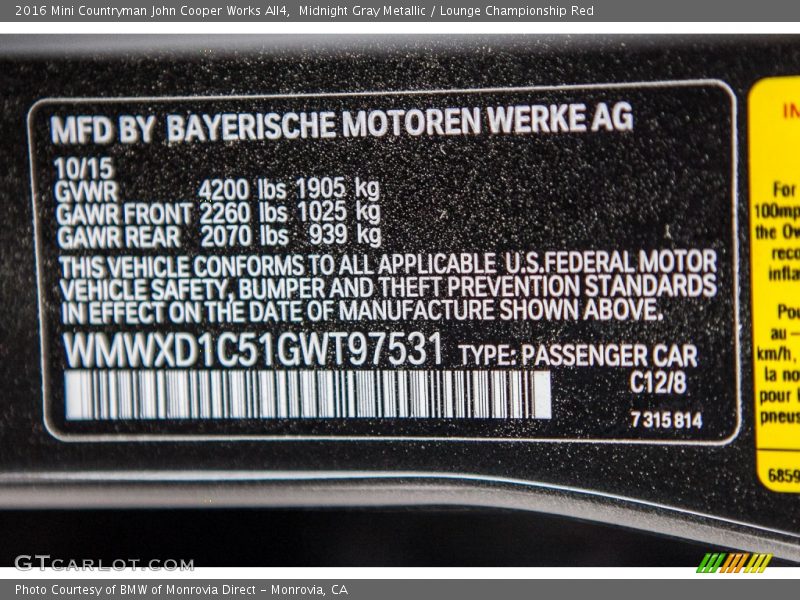 2016 Mini Countryman John Cooper Works All4,  Midnight Gray Metallic / Lounge Championship Red
MFD BY BAYERISCHE MOTOREN WERKE AG
10/15
GVWR 4200 lbs 1905 kg
GAWR FRONT 2260 lbs 1025 kg
GAWR REAR 2070 lbs 939 kg
THIS VEHICLE CONFORMS TO ALL APPLICABLE U.S.FEDERAL MOTOR
VEHICLE SAFETY, BUMPER AND THEFT PREVENTION STANDARDS
IN EFFECT ON THE DATE OF MANUFACTURE SHOWN ABOVE.
WMWXD1C51GWT97531 TYPE: PASSENGER CAR
C12/8
7 315 814
For
100mp
the Ow
reco
infla
Pou
au –
km/h,
la no
pour l
pneus
6859
GTCARLOT.COM
Photo Courtesy of BMW of Monrovia Direct – Monrovia, CA